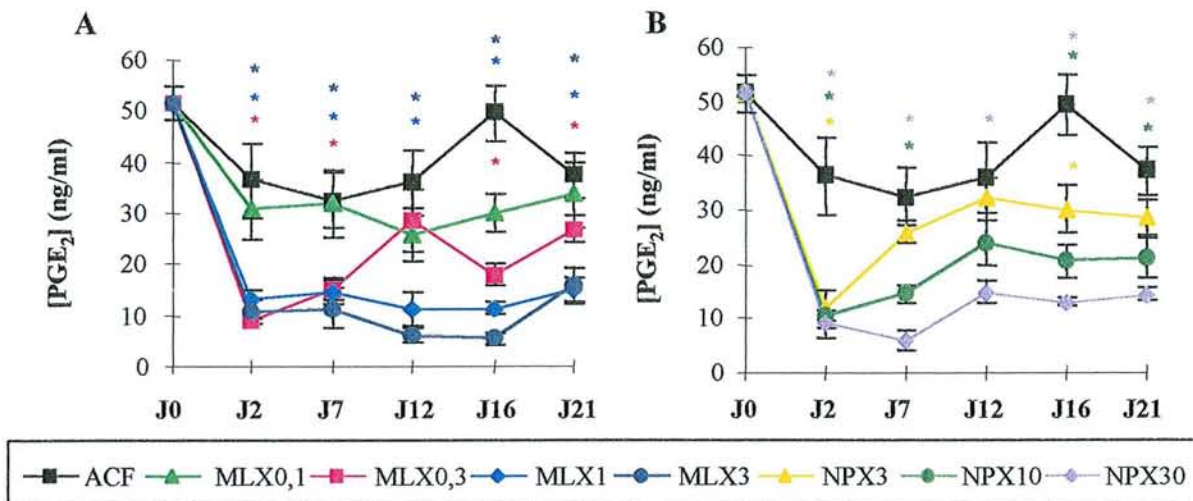 A
B
[PGE2] (ng/ml)
60
50
40
30
20
10
0
* * * * *
* * * * *
* * * *
J0 J2 J7 J12 J16 J21
[PGE2] (ng/ml)
60
50
40
30
20
10
0
* * * * *
* * * *
* *
J0 J2 J7 J12 J16 J21
ACF MLX0,1 MLX0,3 MLX1 MLX3 NPX3 NPX10 NPX30